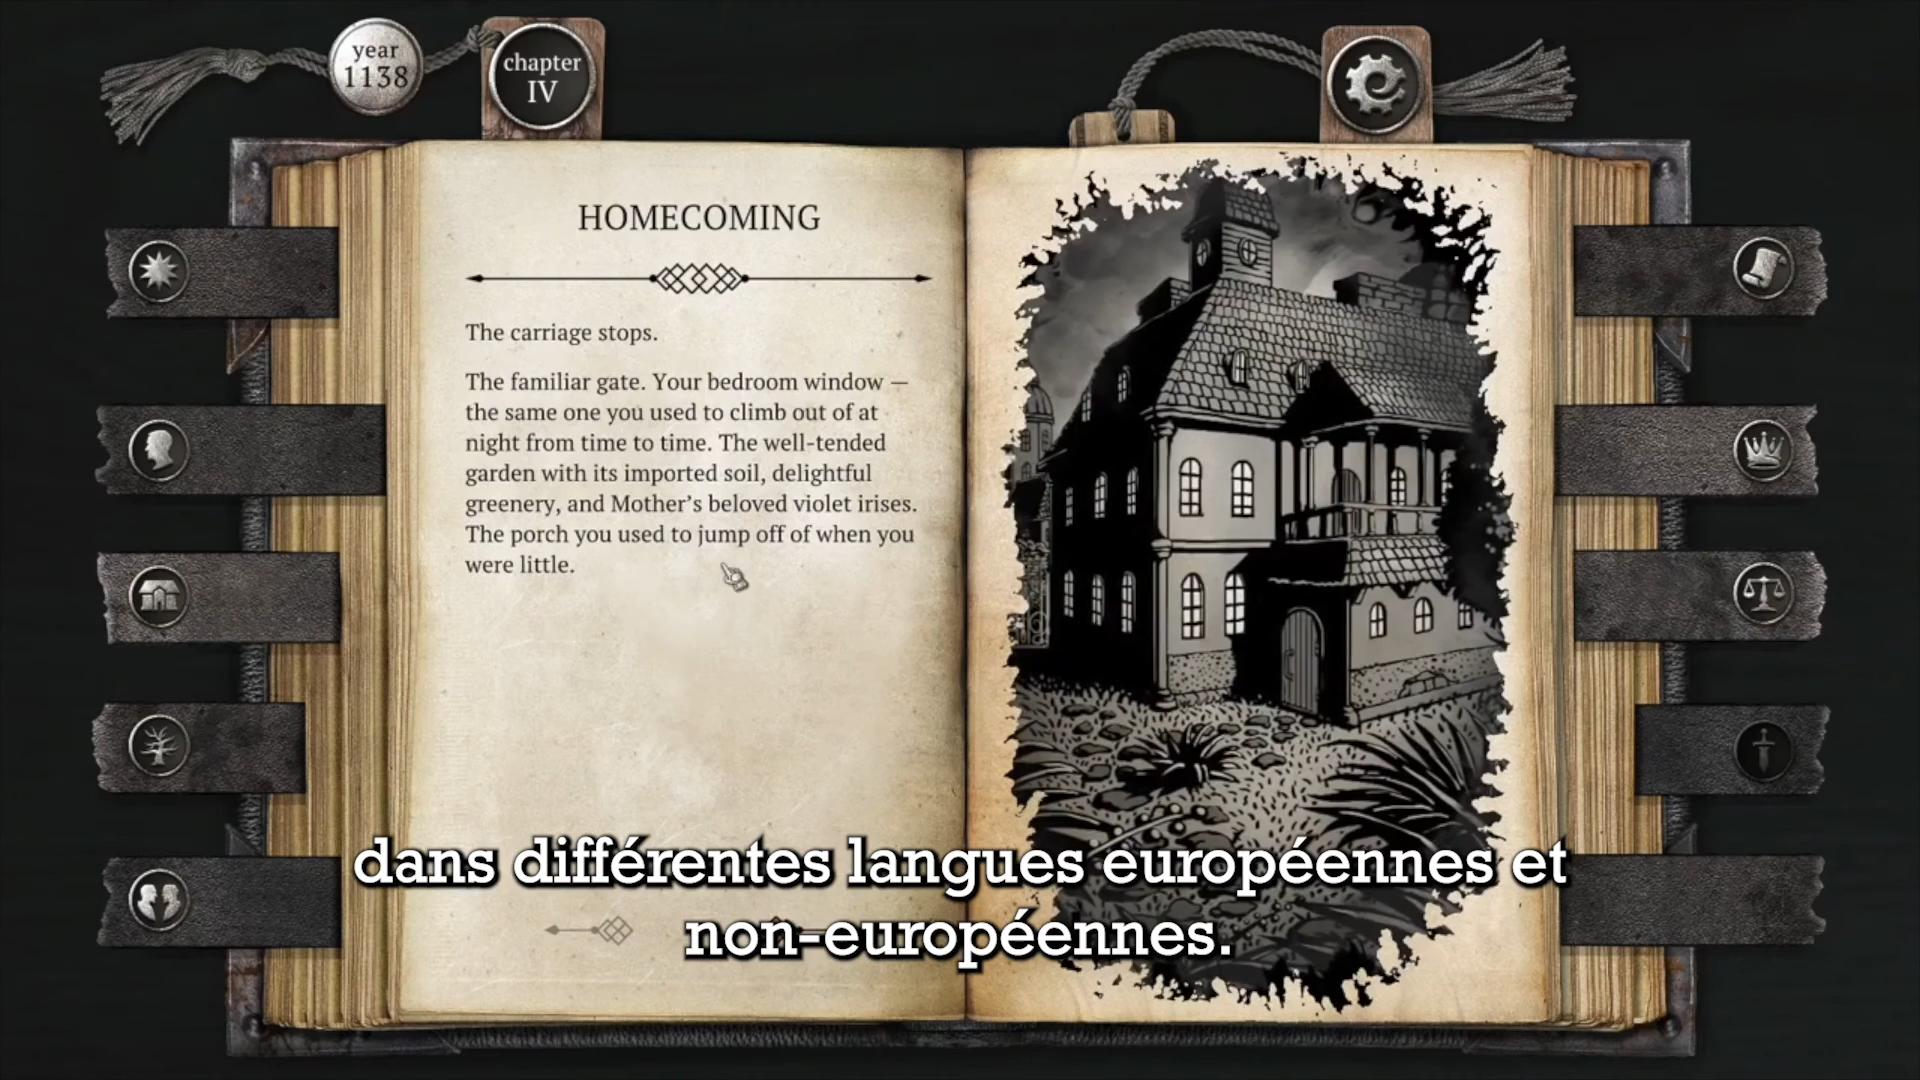 year
1138
chapter
IV
HOMECOMING
The carriage stops.
The familiar gate. Your bedroom window —
the same one you used to climb out of at
night from time to time. The well-tended
garden with its imported soil, delightful
greenery, and Mother’s beloved violet irises.
The porch you used to jump off of when you
were little.
dans différentes langues européennes et
non-européennes.